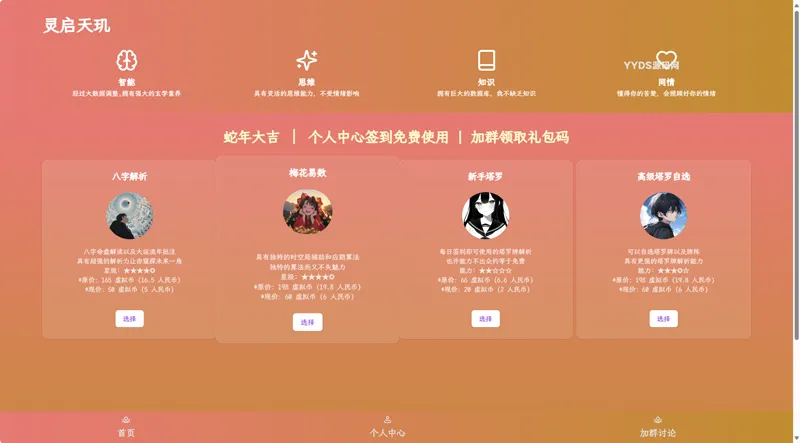 灵启天玑
智能
思维
知识
同情
经过大数据调整,拥有强大的玄学素养
具有灵活的思维能力, 不受情绪影响
拥有巨大的数据库, 我不缺乏知识
懂得你的苦楚, 会照顾好你的情绪
YYDS源码网
蛇年大吉 | 个人中心签到免费使用 | 加群领取礼包码
八字解析
八字命盘解读以及大运流年批注
具有超强的解析力让你窥探未来一角
星级: ★★★★✪
*原价: 165 虚拟币 (16.5 人民币)
*现价: 50 虚拟币 (5 人民币)
选择
梅花易数
具有独特的时空局辅助和应期算法
独特的算法而又不失魅力
星级: ★★★★✪
*原价: 198 虚拟币 (19.8 人民币)
*现价: 60 虚拟币 (6 人民币)
选择
新手塔罗
每日签到即可使用的塔罗牌解析
也许能力不出众但等于免费
能力: ★★☆☆☆
*原价: 66 虚拟币 (6.6 人民币)
*现价: 20 虚拟币 (2 人民币)
选择
高级塔罗自选
可以自选塔罗牌以及牌阵
具有更强的塔罗牌解析能力
能力: ★★★✪☆
*原价: 198 虚拟币 (19.8 人民币)
*现价: 60 虚拟币 (6 人民币)
选择
首页
个人中心
加群讨论